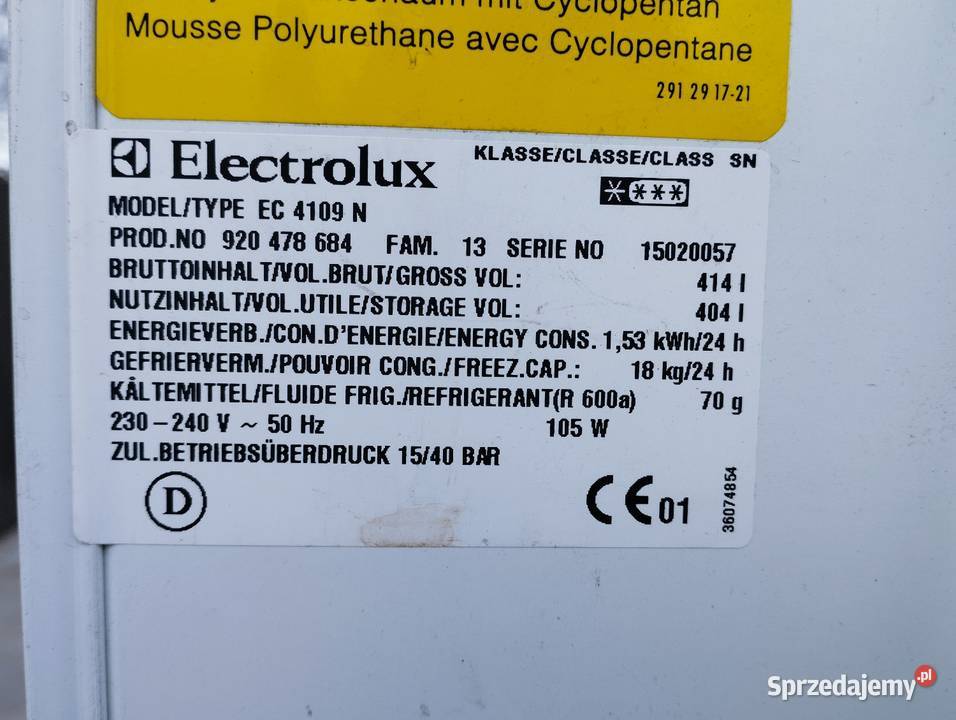 mit Cyclopentan
Mousse Polyurethane avec Cyclopentane
291 29 17-21
Electrolux
KLASSE/CLASSE/CLASS SN
MODEL/TYPE EC 4109 N
PROD.NO 920 478 684 FAM. 13 SERIE NO 15020057
BRUTTOINHALT/VOL.BRUT/GROSS VOL: 414 l
NUTZINHALT/VOL.UTILE/STORAGE VOL: 404 l
ENERGIEVERB./CON.D'ENERGIE/ENERGY CONS. 1,53 kWh/24 h
GEFRIERVERM./POUVOIR CONG./FREEZ.CAP.: 18 kg/24 h
KÅLTEMITTEL/FLUIDE FRIG./REFRIGERANT(R 600a) 70 g
230-240 V ~ 50 Hz 105 W
ZUL.BETRIEBSÜBERDRUCK 15/40 BAR
D
CE 01
36074854
Sprzedajemy.pl